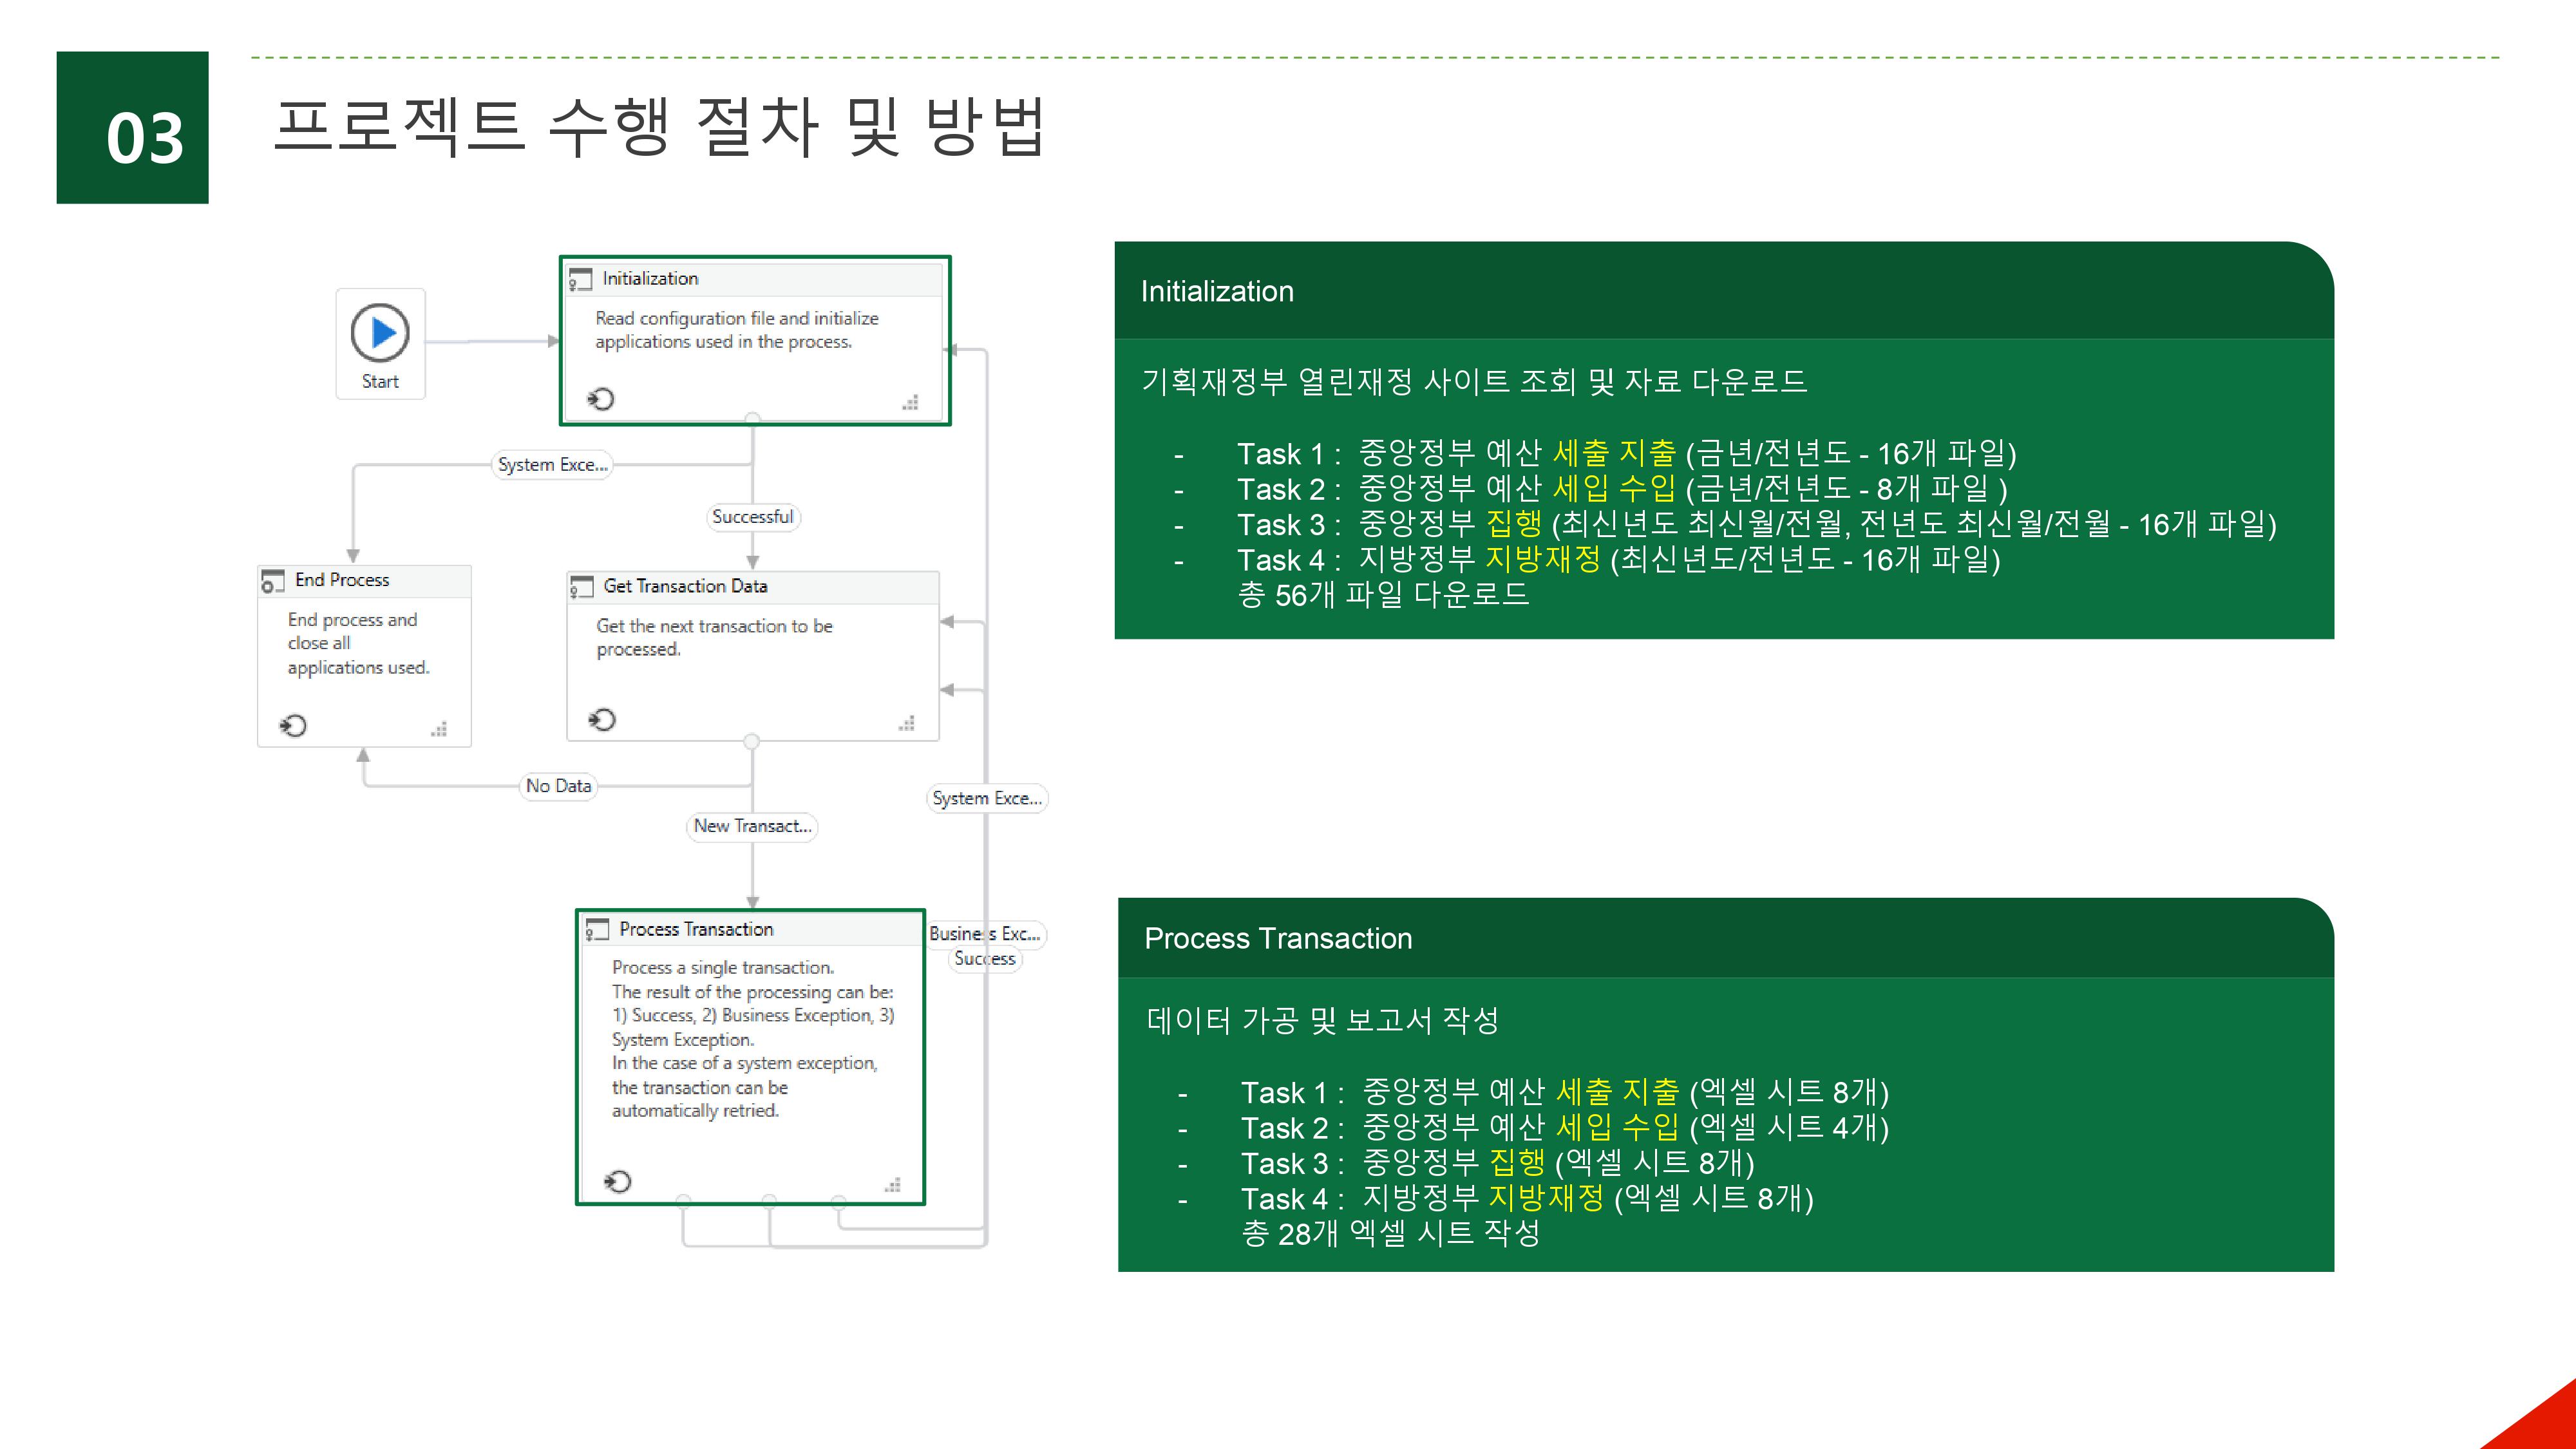 03
프로젝트 수행 절차 및 방법
Start
Initialization
Read configuration file and initialize
applications used in the process.
System Exce...
Successful
End Process
End process and
close all
applications used.
Get Transaction Data
Get the next transaction to be
processed.
No Data
New Transact...
System Exce...
Process Transaction
Process a single transaction.
The result of the processing can be:
1) Success, 2) Business Exception, 3)
System Exception.
In the case of a system exception,
the transaction can be
automatically retried.
Business Exc...
Success
Initialization
기획재정부 열린재정 사이트 조회 및 자료 다운로드
- Task 1 : 중앙정부 예산 세출 지출 (금년/전년도 - 16개 파일)
- Task 2 : 중앙정부 예산 세입 수입 (금년/전년도 - 8개 파일 )
- Task 3 : 중앙정부 집행 (최신년도 최신월/전월, 전년도 최신월/전월 - 16개 파일)
- Task 4 : 지방정부 지방재정 (최신년도/전년도 - 16개 파일)
총 56개 파일 다운로드
Process Transaction
데이터 가공 및 보고서 작성
- Task 1 : 중앙정부 예산 세출 지출 (엑셀 시트 8개)
- Task 2 : 중앙정부 예산 세입 수입 (엑셀 시트 4개)
- Task 3 : 중앙정부 집행 (엑셀 시트 8개)
- Task 4 : 지방정부 지방재정 (엑셀 시트 8개)
총 28개 엑셀 시트 작성